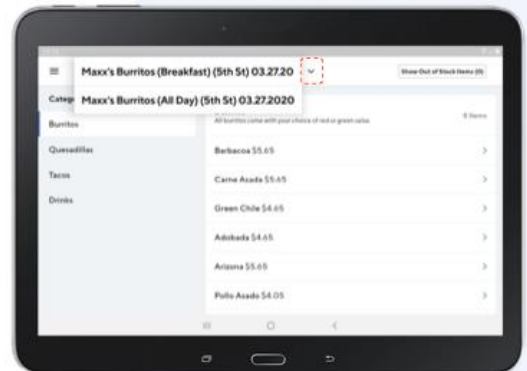 Maxx's Burritos (Breakfast) (5th St) 03.27.20
Show Out of Stock Items (0)
Maxx's Burritos (All Day) (5th St) 03.27.2020
Categ
Burritos
All burritos come with your choice of red or green salsa
Quesadillas
Barbacoa $5.65
Tacos
Carne Asada $5.65
Drinks
Green Chile $4.65
Adobada $4.65
Arizona $5.65
Pollo Asado $4.05